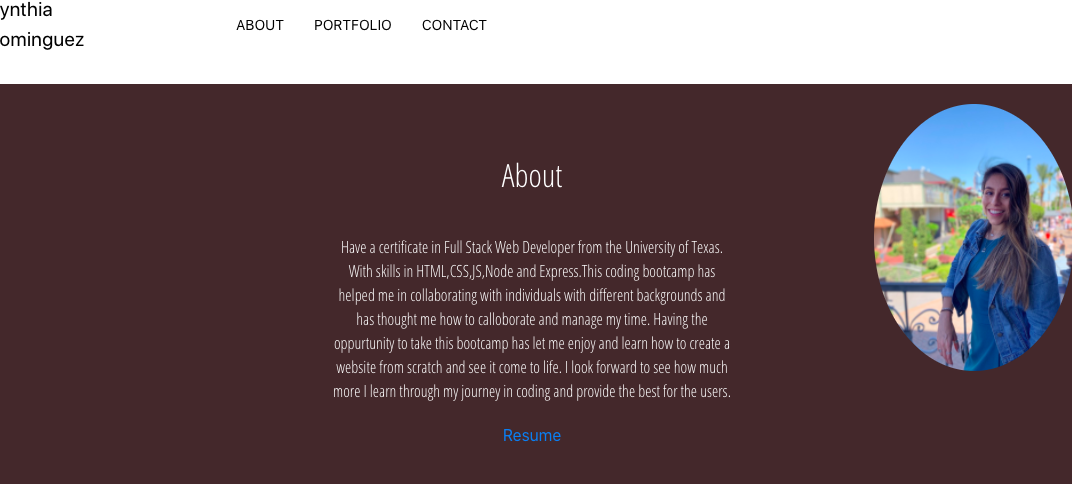 ynthia
ominguez
ABOUT PORTFOLIO CONTACT
About
Have a certificate in Full Stack Web Developer from the University of Texas.
With skills in HTML,CSS,JS,Node and Express.This coding bootcamp has
helped me in collaborating with individuals with different backgrounds and
has thought me how to calloborate and manage my time. Having the
oppurtunity to take this bootcamp has let me enjoy and learn how to create a
website from scratch and see it come to life. I look forward to see how much
more I learn through my journey in coding and provide the best for the users.
Resume